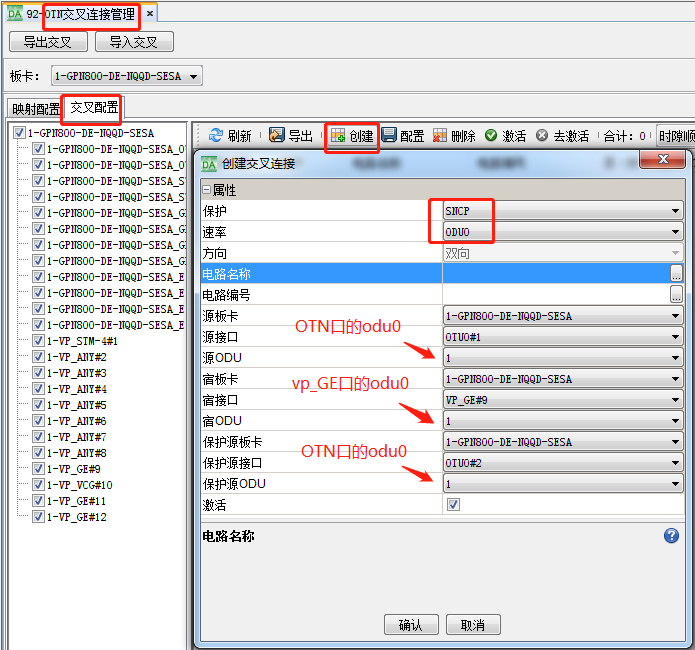 DA 92-OTN交叉连接管理 ×
导出交叉 导入交叉
板卡: 1-GPN800-DE-NQQD-SESA
映射配置 交叉配置
刷新 导出 创建 配置 删除 激活 去激活 合计: 0 时隙顺
1-GPN800-DE-NQQD-SESA
1-GPN800-DE-NQQD-SESA_O
1-GPN800-DE-NQQD-SESA_O
1-GPN800-DE-NQQD-SESA_S
1-GPN800-DE-NQQD-SESA_S
1-GPN800-DE-NQQD-SESA_G
1-GPN800-DE-NQQD-SESA_G
1-GPN800-DE-NQQD-SESA_G
1-GPN800-DE-NQQD-SESA_G
1-GPN800-DE-NQQD-SESA_E
1-GPN800-DE-NQQD-SESA_E
1-GPN800-DE-NQQD-SESA_E
1-GPN800-DE-NQQD-SESA_E
1-VP_STM-4#1
1-VP_ANY#2
1-VP_ANY#3
1-VP_ANY#4
1-VP_ANY#5
1-VP_ANY#6
1-VP_ANY#7
1-VP_ANY#8
1-VP_GE#9
1-VP_VCG#10
1-VP_GE#11
1-VP_GE#12
DA 创建交叉连接
属性
保护 SNCP
速率 ODU0
方向 双向
电路名称 ...
电路编号 ...
源板卡 1-GPN800-DE-NQQD-SESA
源接口 OTU0#1
OTN口的odu0
源ODU 1
宿板卡 1-GPN800-DE-NQQD-SESA
vp_GE口的odu0
宿接口 VP_GE#9
宿ODU 1
保护源板卡 1-GPN800-DE-NQQD-SESA
OTN口的odu0
保护源接口 OTU0#2
保护源ODU 1
激活
电路名称
确认 取消